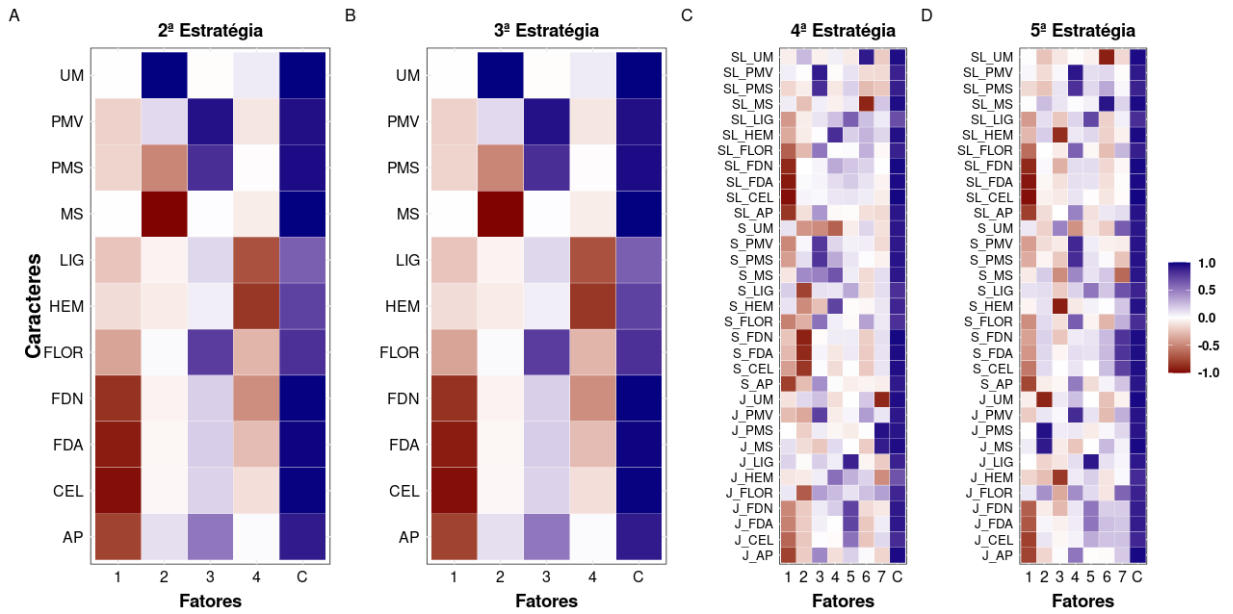 A
2ª Estratégia
UM
PMV
PMS
MS
LIG
HEM
FLOR
FDN
FDA
CEL
AP
Caracteres
1 2 3 4 C
Fatores
B
3ª Estratégia
UM
PMV
PMS
MS
LIG
HEM
FLOR
FDN
FDA
CEL
AP
1 2 3 4 C
Fatores
C
4ª Estratégia
SL_UM
SL_PMV
SL_PMS
SL_MS
SL_LIG
SL_HEM
SL_FLOR
SL_FDN
SL_FDA
SL_CEL
SL_AP
S_UM
S_PMV
S_PMS
S_MS
S_LIG
S_HEM
S_FLOR
S_FDN
S_FDA
S_CEL
S_AP
J_UM
J_PMV
J_PMS
J_MS
J_LIG
J_HEM
J_FLOR
J_FDN
J_FDA
J_CEL
J_AP
1 2 3 4 5 6 7 C
Fatores
D
5ª Estratégia
SL_UM
SL_PMV
SL_PMS
SL_MS
SL_LIG
SL_HEM
SL_FLOR
SL_FDN
SL_FDA
SL_CEL
SL_AP
S_UM
S_PMV
S_PMS
S_MS
S_LIG
S_HEM
S_FLOR
S_FDN
S_FDA
S_CEL
S_AP
J_UM
J_PMV
J_PMS
J_MS
J_LIG
J_HEM
J_FLOR
J_FDN
J_FDA
J_CEL
J_AP
1 2 3 4 5 6 7 C
Fatores
1.0
0.5
0.0
-0.5
-1.0